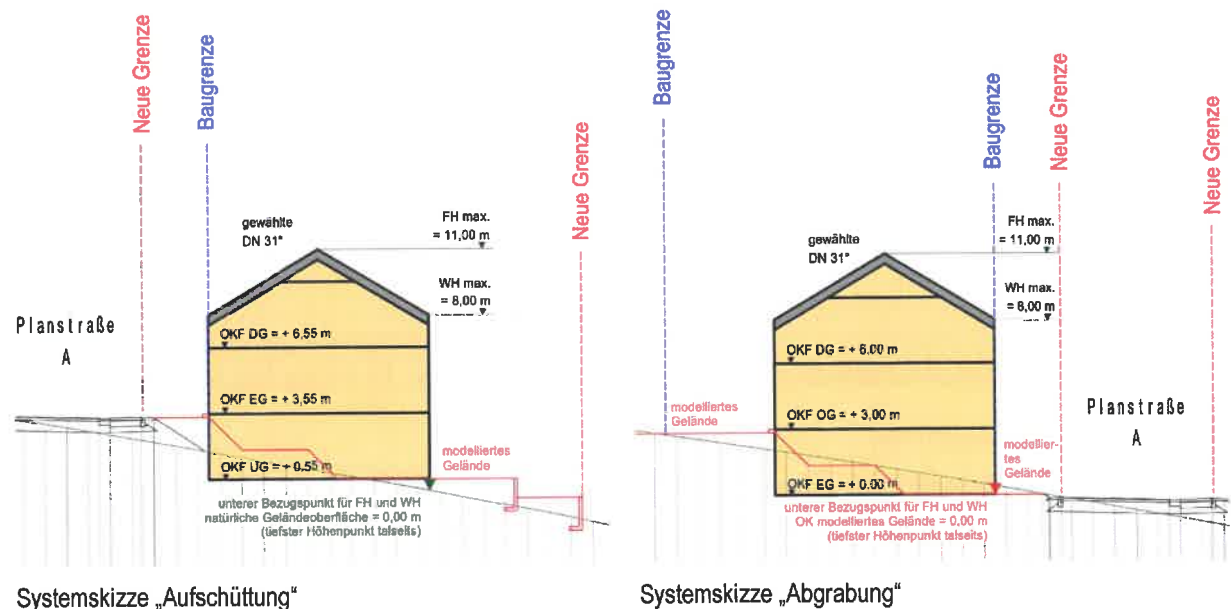 Neue Grenze
Baugrenze
Neue Grenze
gewählte
DN 31°
FH max.
= 11,00 m
WH max.
= 8,00 m
Planstraße
A
OKF DG = + 6,55 m
OKF EG = + 3,55 m
OKF UG = + 0,55 m
modelliertes
Gelände
unterer Bezugspunkt für FH und WH
natürliche Geländeoberfläche = 0,00 m
(tiefster Höhenpunkt talseits)
Systemskizze „Aufschüttung“
Baugrenze
Baugrenze
Neue Grenze
Neue Grenze
gewählte
DN 31°
FH max.
= 11,00 m
WH max.
= 8,00 m
OKF DG = + 6,00 m
OKF OG = + 3,00 m
OKF EG = + 0,00 m
modelliertes
Gelände
modellier-
tes
Gelände
Planstraße
A
unterer Bezugspunkt für FH und WH
OK modelliertes Gelände = 0,00 m
(tiefster Höhenpunkt talseits)
Systemskizze „Abgrabung“